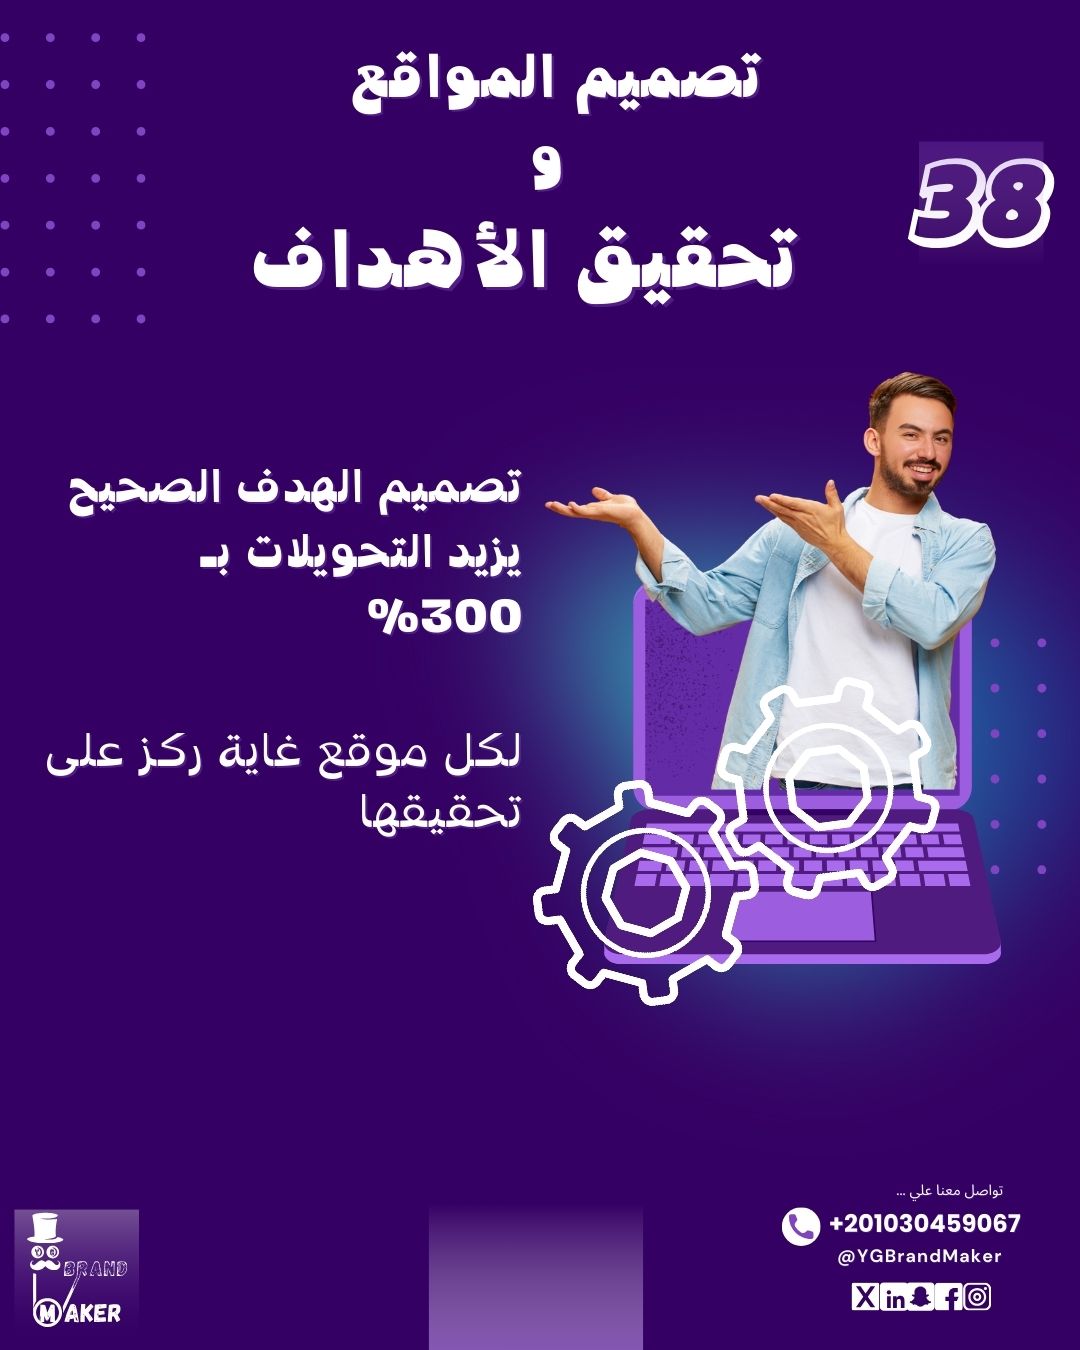 تصميم المواقع
و
تحقيق الأهداف
38
تصميم الهدف الصحيح
يزيد التحويلات بـ
300%
لكل موقع غاية ركز على
تحقيقها
تواصل معنا علي ...
+201030459067
@YGBrandMaker
BRAND
MAKER